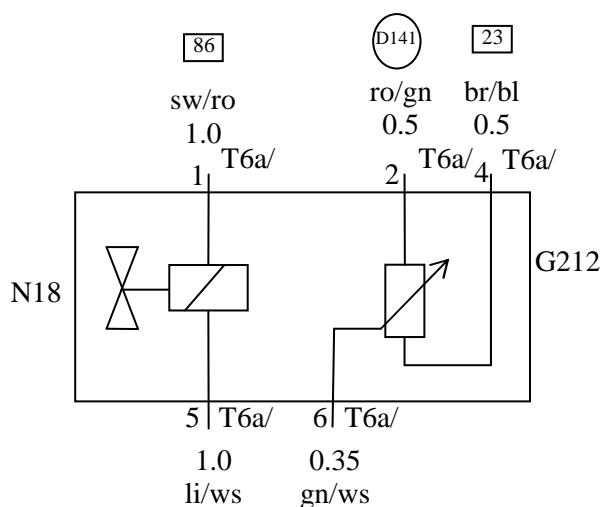 86
D141
23
sw/ro
ro/gn
br/bl
1.0
0.5
0.5
1 T6a/
2 T6a/
4 T6a/
N18
G212
5 T6a/
6 T6a/
1.0
0.35
li/ws
gn/ws